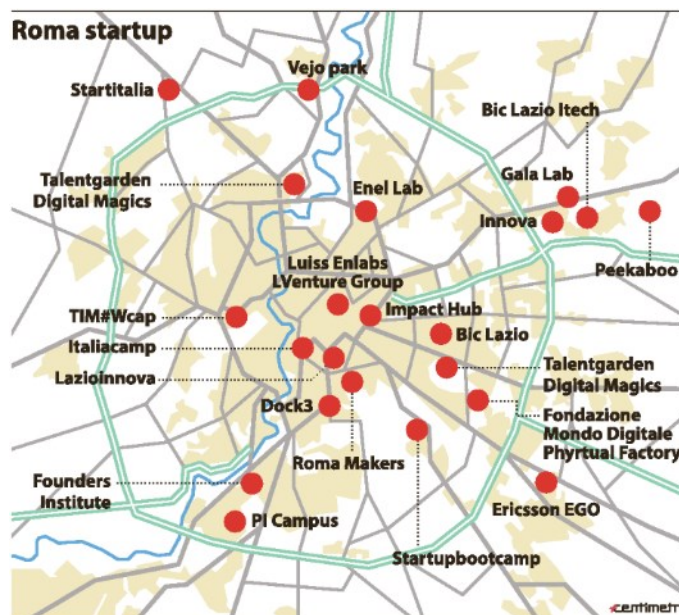 Roma startup
Vejo park
Startitalia
Bic Lazio Itech
Talentgarden
Digital Magics
Enel Lab
Gala Lab
Innova
Peekaboo
Luiss Enlabs
LVenture Group
TIM#Wcap
Impact Hub
Italiacamp
Bic Lazio
Lazioinnova
Talentgarden
Digital Magics
Dock3
Fondazione
Mondo Digitale
Phyrtual Factory
Roma Makers
Founders
Institute
Ericsson EGO
PI Campus
Startupbootcamp
centimetri